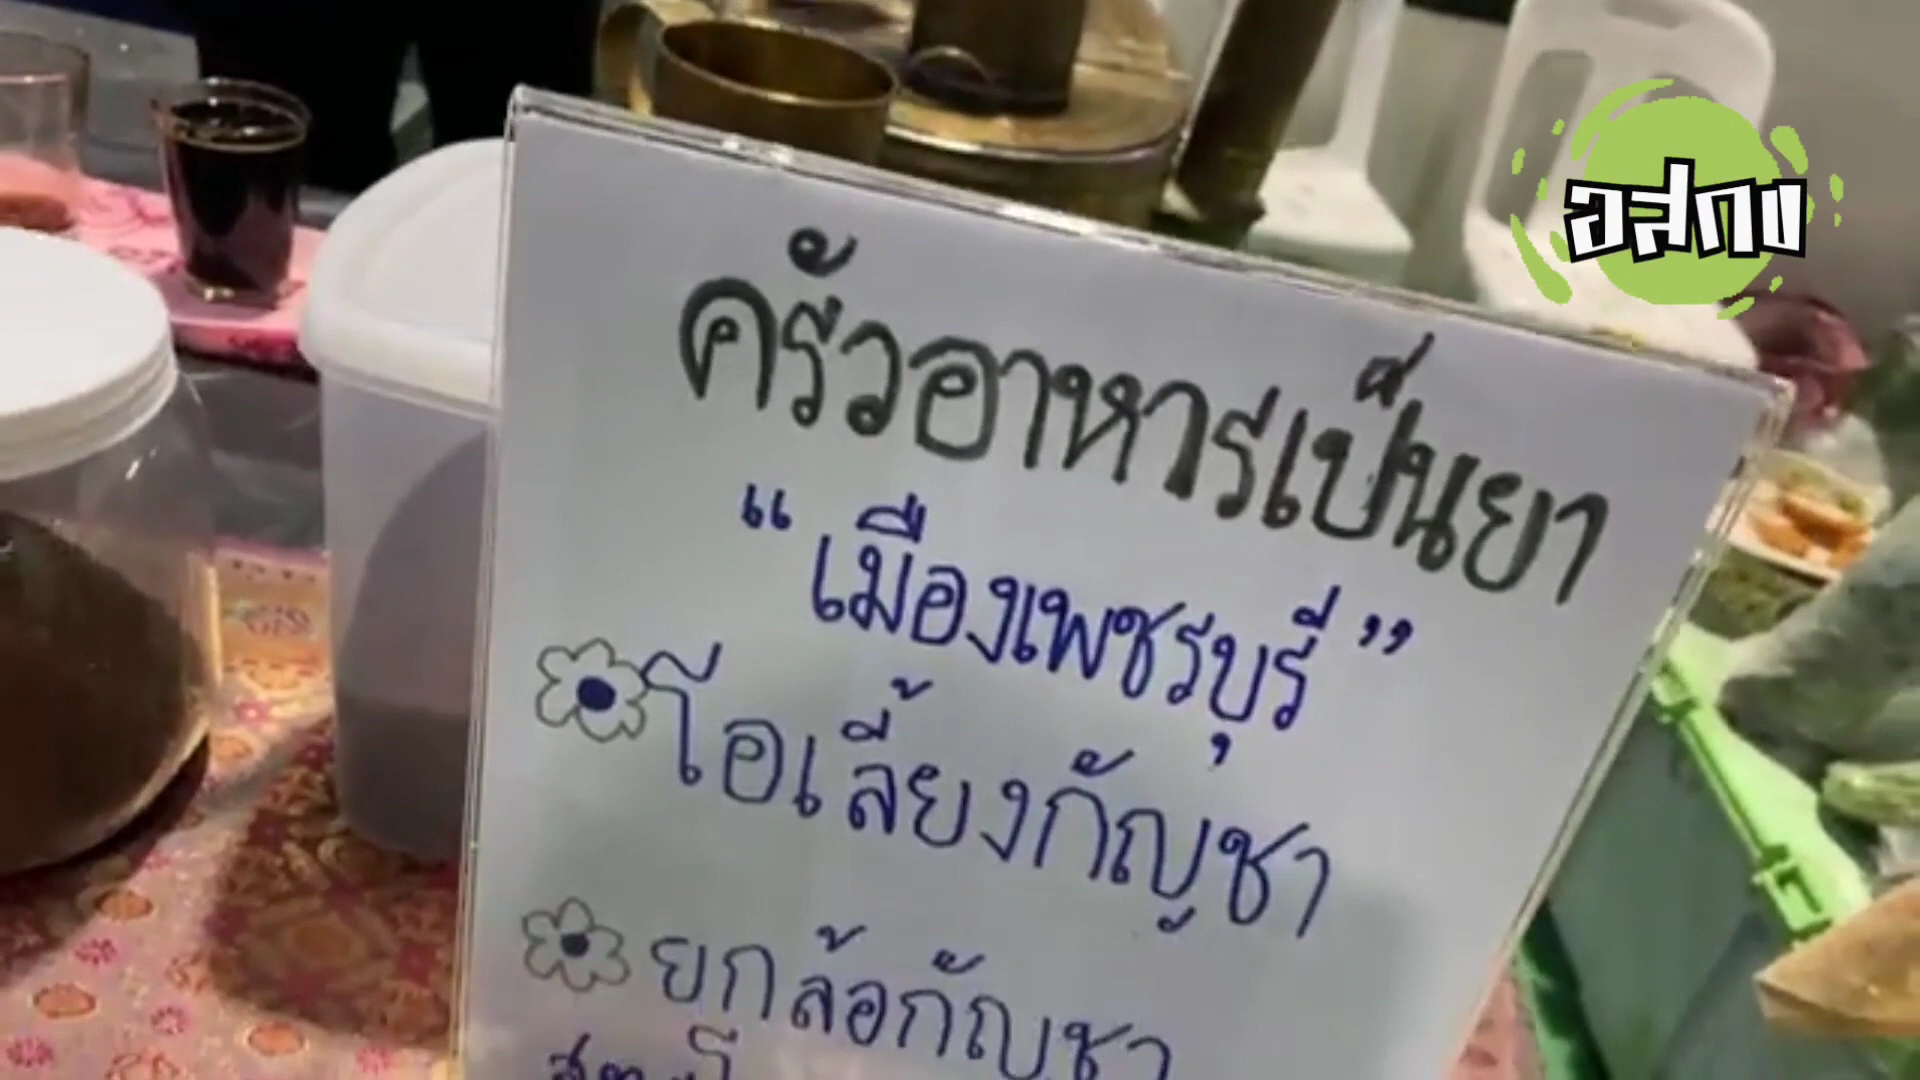 อสกง
ครัวอาหารเป็นยา
"เมืองเพชรบุรี"
โอเลี้ยงกัญชา
ยกล้อกัญชา